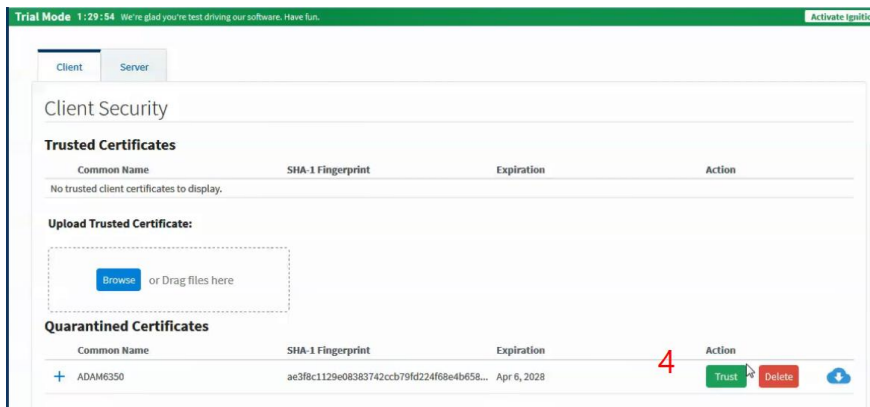 Trial Mode 1:29:54 We're glad you're test driving our software. Have fun. Activate Ignitio
Client Server
Client Security
Trusted Certificates
Common Name SHA-1 Fingerprint Expiration Action
No trusted client certificates to display.
Upload Trusted Certificate:
Browse or Drag files here
Quarantined Certificates
Common Name SHA-1 Fingerprint Expiration Action
4
+ ADAM6350 ae3f8c1129e08383742ccb79fd224f68e4b658... Apr 6, 2028 Trust Delete